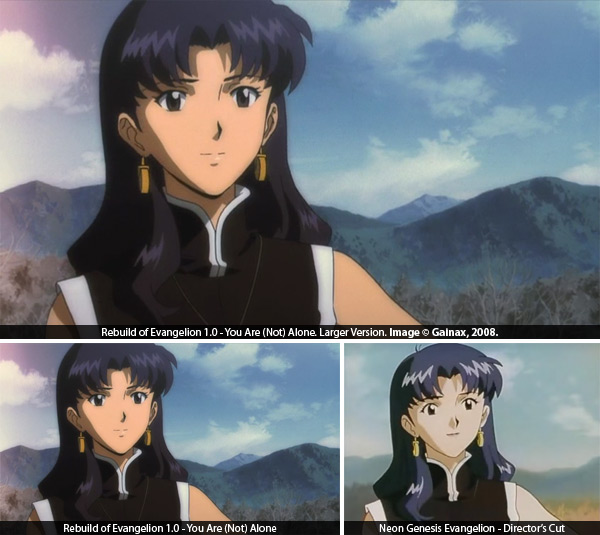 Rebuild of Evangelion 1.0 - You Are (Not) Alone. Larger Version. Image © Gainax, 2008.
Rebuild of Evangelion 1.0 - You Are (Not) Alone
Neon Genesis Evangelion - Director's Cut